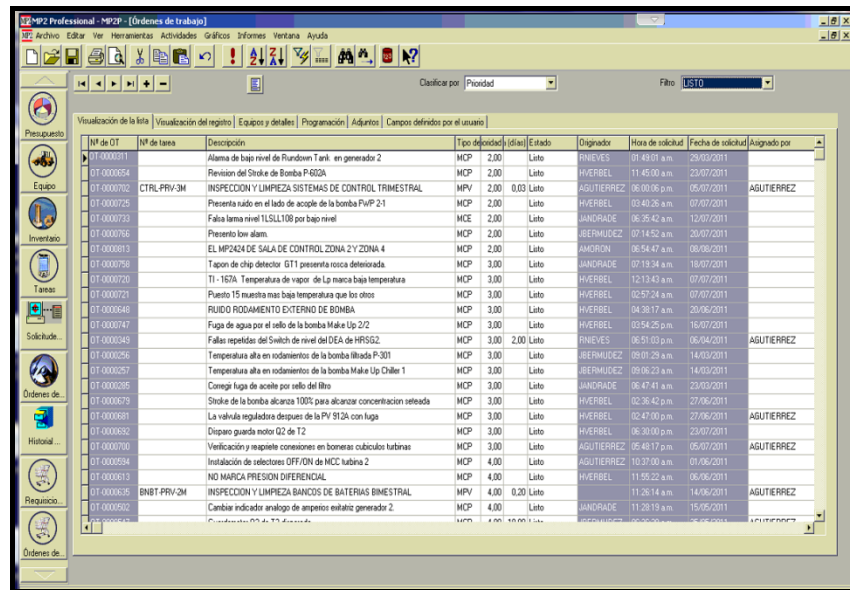 MP2 Professional - MP2P - [Órdenes de trabajo]
Archivo Editar Ver Herramientas Actividades Gráficos Informes Ventana Ayuda
Clarificar por Prioridad Filtro LISTO
Presupuesto
Equipo
Inventario
Tareas
Solicitude...
Órdenes de...
Historial ...
Requisicio...
Órdenes de...
Visualización de la lista Visualización del registro Equipos y detalles Programación Adjuntos Campos definidos por el usuario
Nº de OT Nº de tarea Descripción Tipo de ioridad (días) Estado Originador Hora de solicitud Fecha de solicitud Asignado por
OT-0000311 Alarma de bajo nivel de Rundown Tank en generador 2 MCP 2,00 Listo RNIEVES 01:49:01 a.m. 29/03/2011
OT-0000654 Revision del Stroke de Bomba P-602A MCP 2,00 Listo HVERBEL 11:45:00 a.m. 23/07/2011
OT-0000702 CTRL-PRV-3M INSPECCION Y LIMPIEZA SISTEMAS DE CONTROL TRIMESTRAL MPV 2,00 0,03 Listo AGUTIERREZ 06:00:06 p.m. 05/07/2011 AGUTIERREZ
OT-0000725 Presenta ruido en el lado de acople de la bomba FWP 2-1 MCP 2,00 Listo HVERBEL 03:40:26 a.m. 07/07/2011
OT-0000733 Falsa larma nivel 1LSLL108 por bajo nivel MCE 2,00 Listo JANDRADE 06:35:42 a.m. 12/07/2011
OT-0000766 Presento low alarm. MCP 2,00 Listo JBERMUDEZ 07:14:52 a.m. 20/07/2011
OT-0000813 EL MP2424 DE SALA DE CONTROL ZONA 2 Y ZONA 4 MCP 2,00 Listo AMORON 06:54:47 a.m. 08/08/2011
OT-0000758 Tapon de chip detector GT1 presenta rosca deteriorada. MCP 3,00 Listo JANDRADE 07:19:34 a.m. 18/07/2011
OT-0000720 TI - 167A Temperatura de vapor de Lp marca baja temperatura MCP 3,00 Listo HVERBEL 12:13:43 a.m. 07/07/2011
OT-0000721 Puesto 15 muestra mas baja temperatura que los otros MCP 3,00 Listo HVERBEL 02:57:24 a.m. 07/07/2011
OT-0000648 RUIDO RODAMIENTO EXTERNO DE BOMBA MCP 3,00 Listo HVERBEL 04:38:17 a.m. 20/06/2011
OT-0000747 Fuga de agua por el sello de la bomba Make Up 2/2 MCP 3,00 Listo HVERBEL 03:54:25 p.m. 16/07/2011
OT-0000349 Fallas repetidas del Switch de nivel del DEA de HRSG2. MCP 3,00 2,00 Listo RNIEVES 06:51:03 p.m. 06/04/2011 AGUTIERREZ
OT-0000256 Temperatura alta en rodamientos de la bomba filtrada P-301 MCP 3,00 Listo JBERMUDEZ 09:01:29 a.m. 14/03/2011
OT-0000257 Temperatura alta en rodamientos de la bomba Make Up Chiller 1 MCP 3,00 Listo JBERMUDEZ 09:06:23 a.m. 14/03/2011
OT-0000285 Corregir fuga de aceite por sello del filtro MCP 3,00 Listo JANDRADE 06:47:41 a.m. 23/03/2011
OT-0000679 Stroke de la bomba alcanza 100% para alcanzar concentracion seteada MCP 3,00 Listo HVERBEL 02:36:42 p.m. 27/06/2011
OT-0000681 La valvula reguladora despues de la PV 912A con fuga MCP 3,00 Listo HVERBEL 02:47:00 p.m. 27/06/2011 AGUTIERREZ
OT-0000692 Disparo guarda motor Q2 de T2 MCP 3,00 Listo HVERBEL 06:30:00 p.m. 23/07/2011
OT-0000700 Verificación y reapriete conexiones en borneras cubiculos turbinas MCP 3,00 Listo AGUTIERREZ 05:48:17 p.m. 05/07/2011 AGUTIERREZ
OT-0000594 Instalación de selectores OFF/ON de MCC turbina 2 MCP 4,00 Listo AGUTIERREZ 10:37:00 a.m. 01/06/2011
OT-0000613 NO MARCA PRESION DIFERENCIAL MCP 4,00 Listo HVERBEL 11:55:22 a.m. 06/06/2011
OT-0000635 BNBT-PRV-2M INSPECCION Y LIMPIEZA BANCOS DE BATERIAS BIMESTRAL MPV 4,00 0,20 Listo 11:26:14 a.m. 14/06/2011 AGUTIERREZ
OT-0000502 Cambiar indicador analogo de amperios exitatriz generador 2. MCP 4,00 Listo JANDRADE 11:28:19 a.m. 15/05/2011